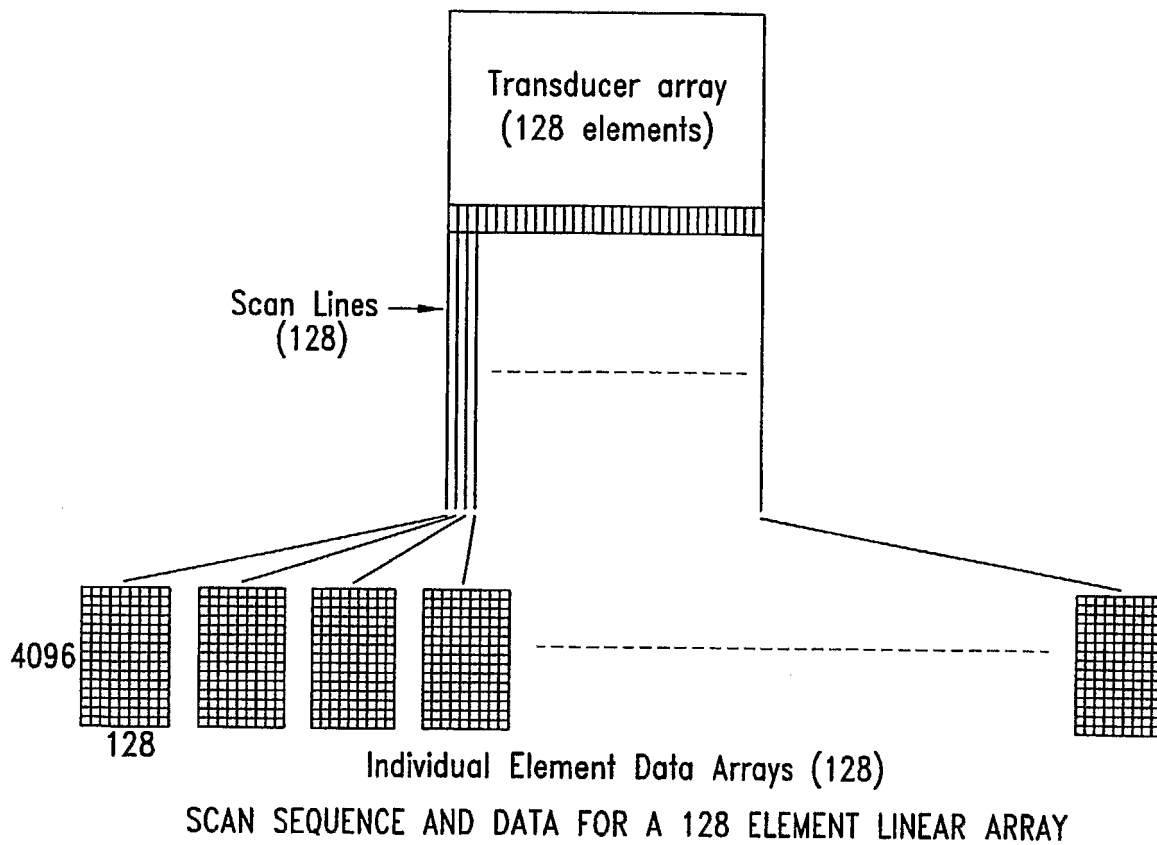 Transducer array
(128 elements)
Scan Lines
(128)
4096
128
Individual Element Data Arrays (128)
SCAN SEQUENCE AND DATA FOR A 128 ELEMENT LINEAR ARRAY